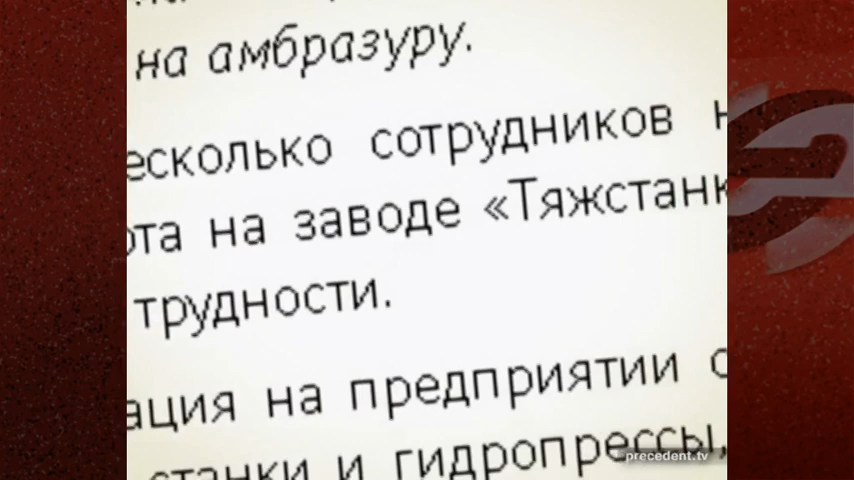 на амбразуру.
есколько сотрудников н
ота на заводе «Тяжстанк
трудности.
ация на предприятии с
станки и гидропрессы,
precedent.tv